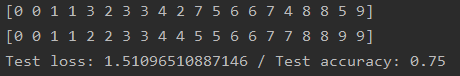 [0 0 1 1 3 2 3 3 4 2 7 5 6 6 7 4 8 8 5 9]
[0 0 1 1 2 2 3 3 4 4 5 5 6 6 7 7 8 8 9 9]
Test loss: 1.51096510887146 / Test accuracy: 0.75